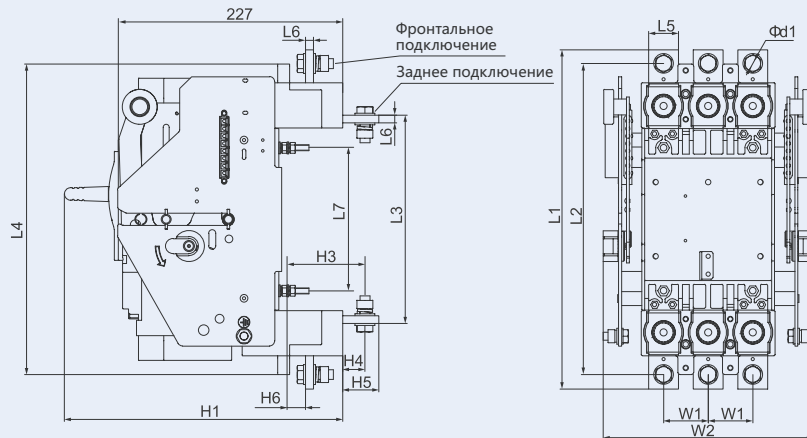 227
L6
Фронтальное
подключение
Заднее подключение
L6
L4
L7
L3
H3
H4
H5
H6
H1
L5
Φd1
L1
L2
W1
W1
W2